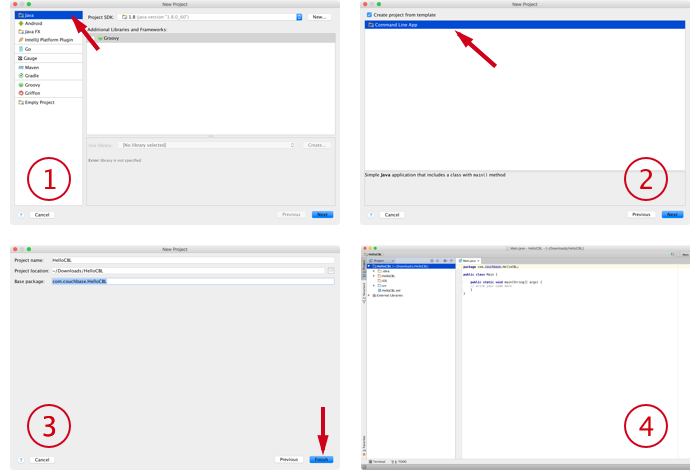 New Project
Java
Android
Java FX
IntelliJ Platform Plugin
Go
Gauge
Maven
Gradle
Groovy
Griffon
Empty Project
Project SDK: 1.8 (java version "1.8.0_60") New...
Additional Libraries and Frameworks:
Groovy
Use library: [No library selected] Create...
Error: library is not specified
1
? Cancel Previous Next
New Project
Create project from template
Command Line App
Simple Java application that includes a class with main() method
2
? Cancel Previous Next
New Project
Project name: HelloCBL
Project location: ~/Downloads/HelloCBL
Base package: com.couchbase.HelloCBL
3
? Cancel Previous Finish
Main.java - HelloCBL - [~/Downloads/HelloCBL]
HelloCBL
Project
HelloCBL (~/Downloads/HelloCBL)
.idea
HelloCBL
src
HelloCBL.iml
External Libraries
Main.java
package com.couchbase.HelloCBL;
public class Main {
public static void main(String[] args) {
// write your code here
}
}
4
Terminal 6: TODO